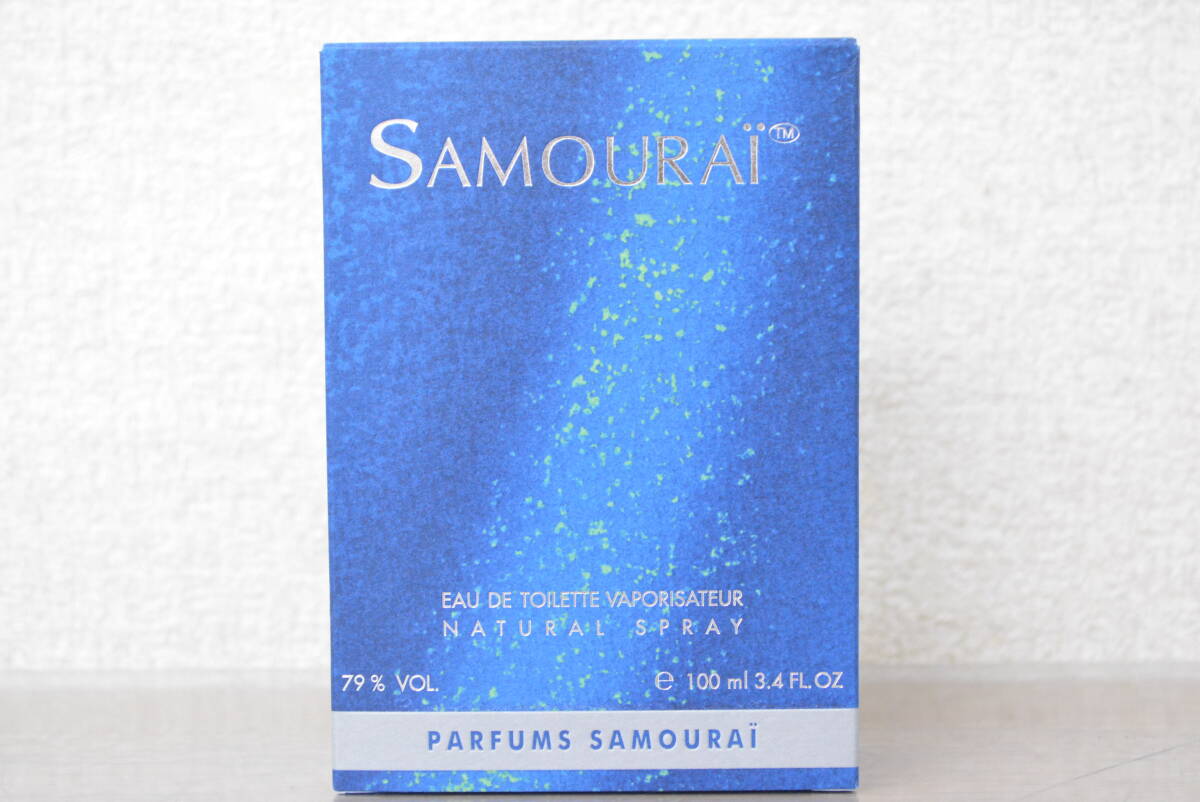 SAMOURAÏ™
EAU DE TOILETTE VAPORISATEUR
NATURAL SPRAY
79 % VOL.
℮ 100 ml 3.4 FL. OZ
PARFUMS SAMOURAÏ